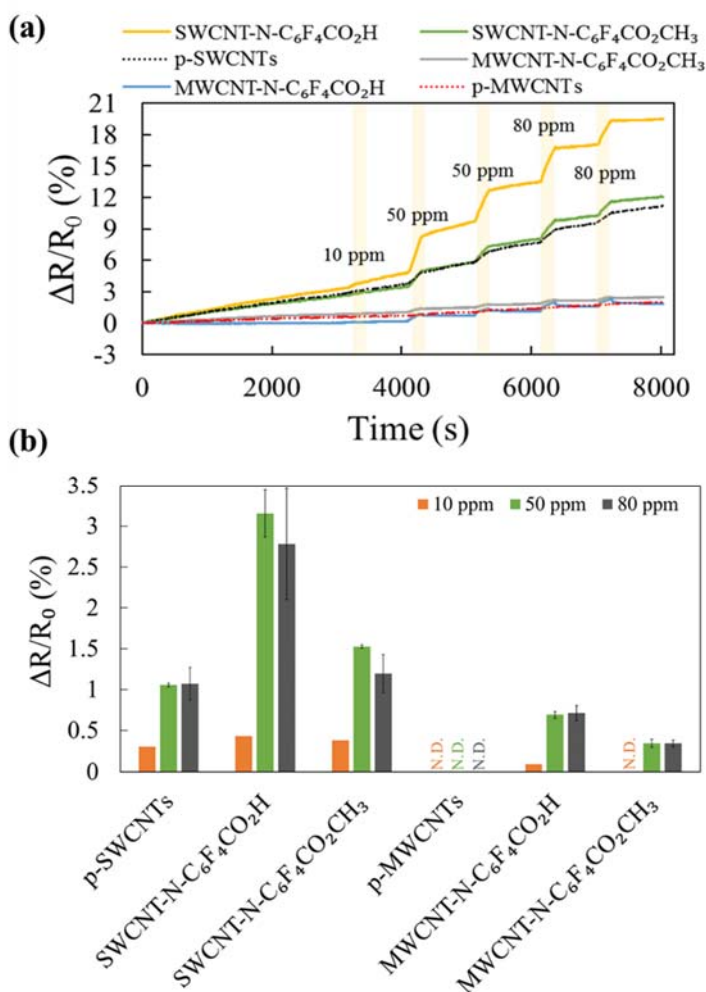 (a)
SWCNT-N-C₆F₄CO₂H
SWCNT-N-C₆F₄CO₂CH₃
p-SWCNTs
MWCNT-N-C₆F₄CO₂CH₃
MWCNT-N-C₆F₄CO₂H
p-MWCNTs
21
18
15
12
9
6
3
0
-3
ΔR/R₀ (%)
10 ppm
50 ppm
50 ppm
80 ppm
80 ppm
0
2000
4000
6000
8000
Time (s)
(b)
3.5
3
2.5
2
1.5
1
0.5
0
ΔR/R₀ (%)
10 ppm
50 ppm
80 ppm
N.D.
N.D.
N.D.
N.D.
p-SWCNTs
SWCNT-N-C₆F₄CO₂H
SWCNT-N-C₆F₄CO₂CH₃
p-MWCNTs
MWCNT-N-C₆F₄CO₂H
MWCNT-N-C₆F₄CO₂CH₃